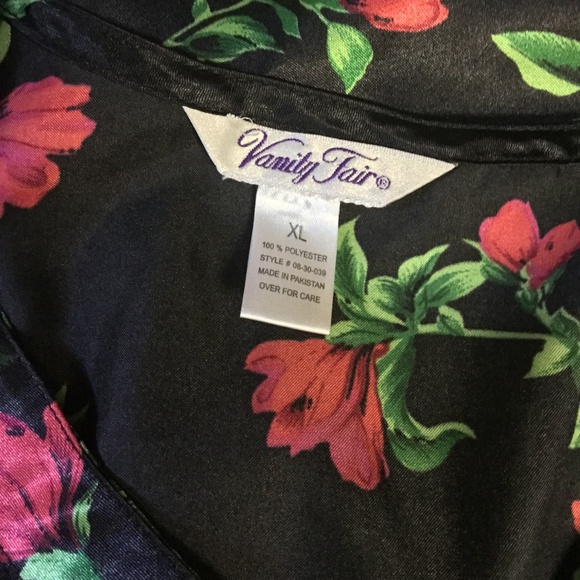 Vanity Fair®
XL
100 % POLYESTER
STYLE # 08-30-039
MADE IN PAKISTAN
OVER FOR CARE